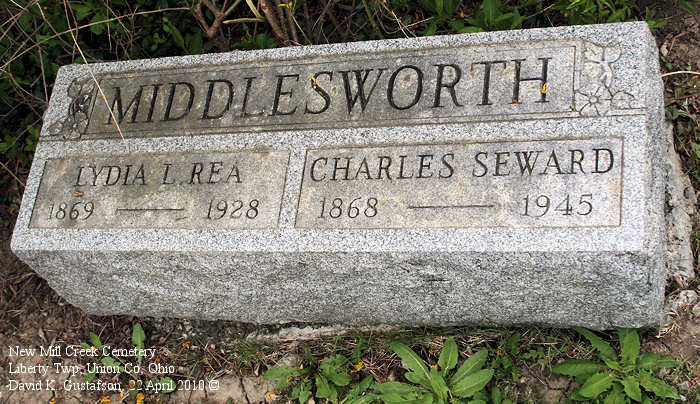 MIDDLESWORTH
LYDIA L. REA
1869 — 1928
CHARLES SEWARD
1868 — 1945
New Mill Creek Cemetery
Liberty Twp, Union Co, Ohio
David K. Gustafson, 22 April 2010 ©